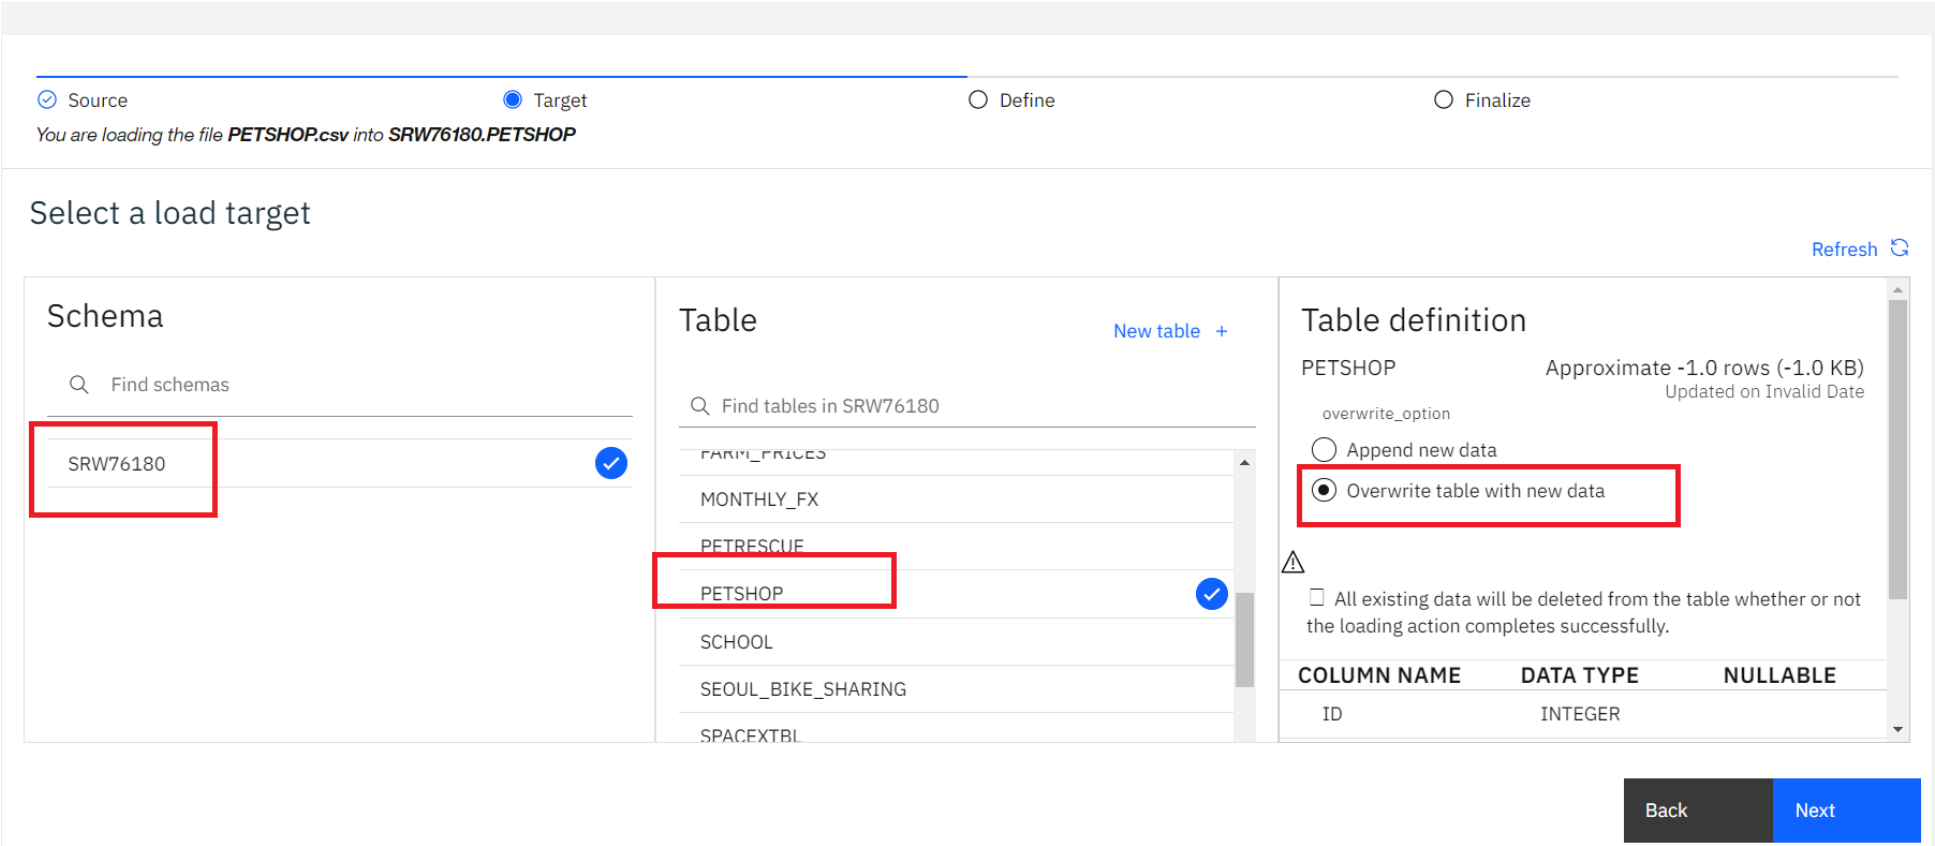 Source
Target
Define
Finalize
You are loading the file PETSHOP.csv into SRW76180.PETSHOP
Select a load target
Refresh
Schema
Find schemas
SRW76180
Table
New table +
Find tables in SRW76180
FARM_PRICES
MONTHLY_FX
PETRESCUE
PETSHOP
SCHOOL
SEOUL_BIKE_SHARING
SPACEXTBL
Table definition
PETSHOP Approximate -1.0 rows (-1.0 KB)
Updated on Invalid Date
overwrite_option
Append new data
Overwrite table with new data
All existing data will be deleted from the table whether or not
the loading action completes successfully.
COLUMN NAME DATA TYPE NULLABLE
ID INTEGER
Back
Next